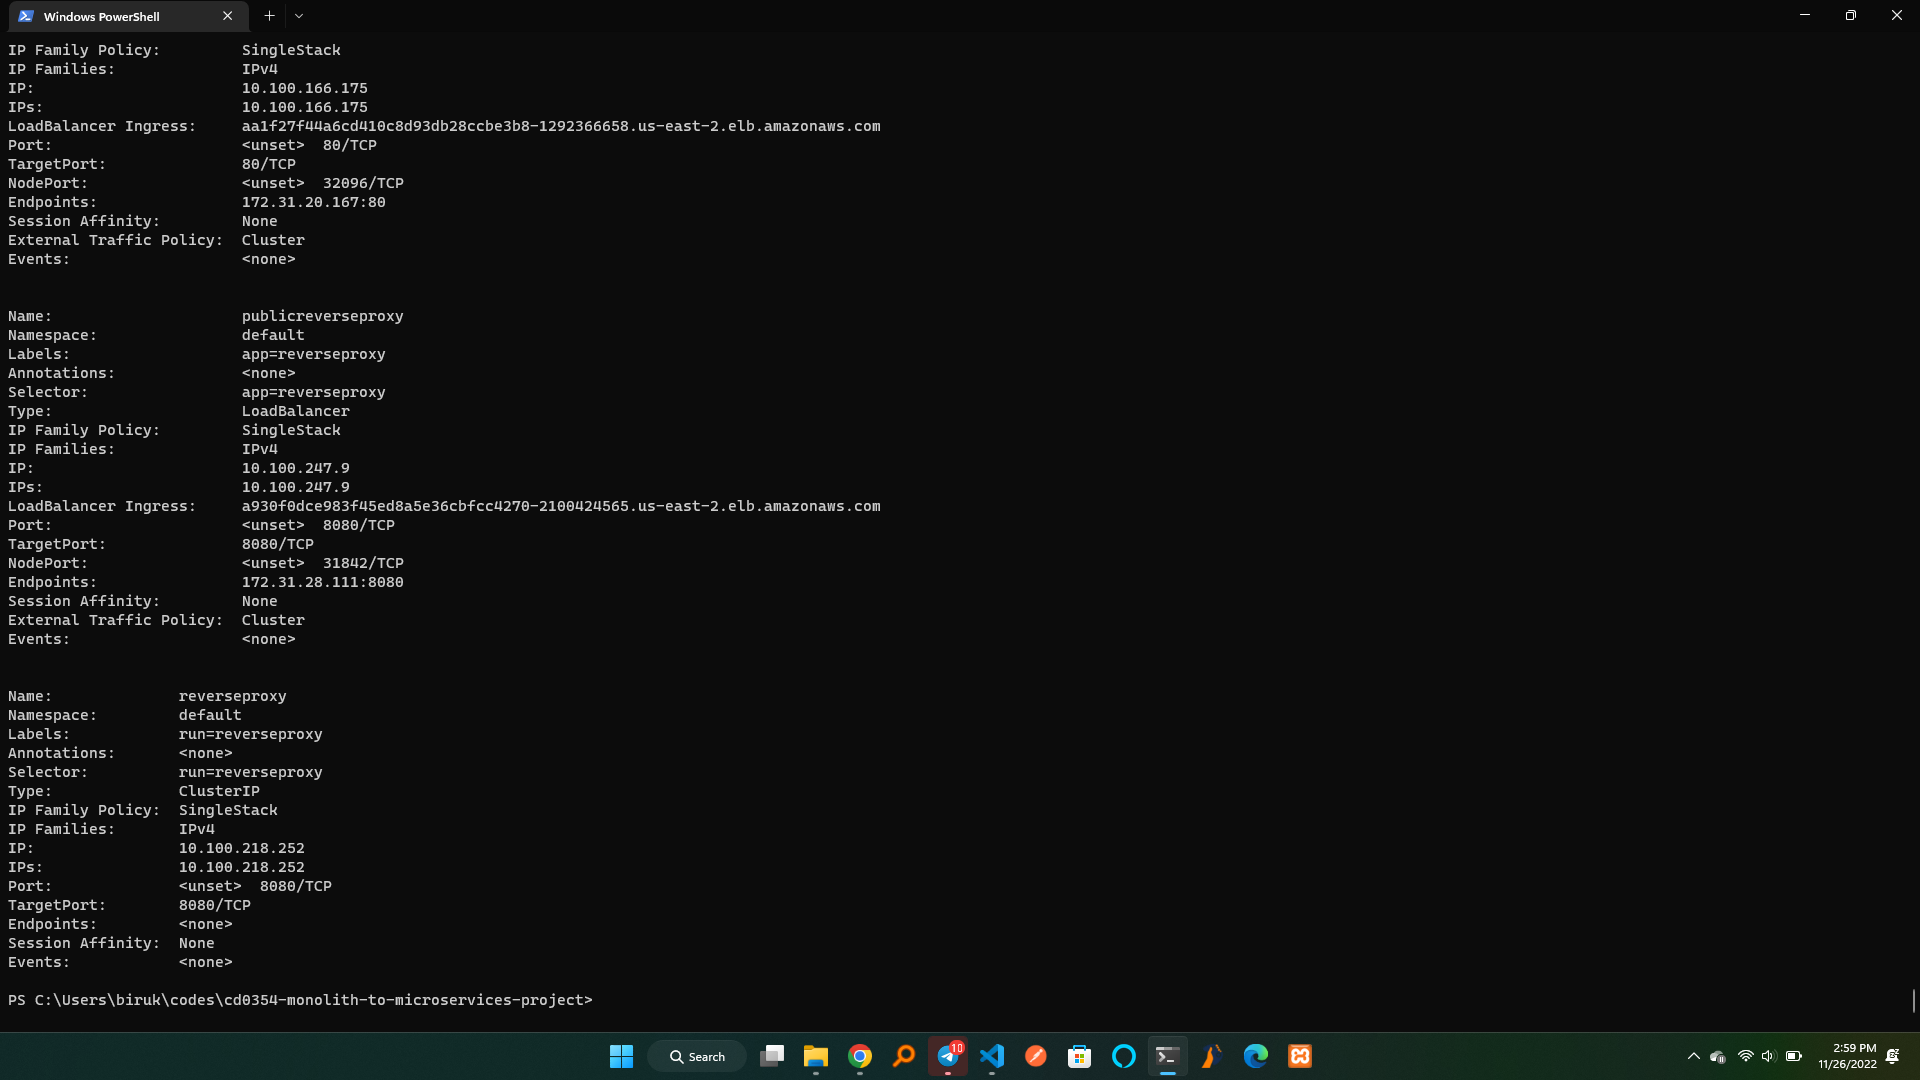 Windows PowerShell
IP Family Policy:         SingleStack
IP Families:              IPv4
IP:                       10.100.166.175
IPs:                      10.100.166.175
LoadBalancer Ingress:     aa1f27f44a6cd410c8d93db28ccbe3b8-1292366658.us-east-2.elb.amazonaws.com
Port:                     <unset>  80/TCP
TargetPort:               80/TCP
NodePort:                 <unset>  32096/TCP
Endpoints:                172.31.20.167:80
Session Affinity:         None
External Traffic Policy:  Cluster
Events:                   <none>
Name:                     publicreverseproxy
Namespace:                default
Labels:                   app=reverseproxy
Annotations:              <none>
Selector:                 app=reverseproxy
Type:                     LoadBalancer
IP Family Policy:         SingleStack
IP Families:              IPv4
IP:                       10.100.247.9
IPs:                      10.100.247.9
LoadBalancer Ingress:     a930f0dce983f45ed8a5e36cbfcc4270-2100424565.us-east-2.elb.amazonaws.com
Port:                     <unset>  8080/TCP
TargetPort:               8080/TCP
NodePort:                 <unset>  31842/TCP
Endpoints:                172.31.28.111:8080
Session Affinity:         None
External Traffic Policy:  Cluster
Events:                   <none>
Name:              reverseproxy
Namespace:         default
Labels:            run=reverseproxy
Annotations:       <none>
Selector:          run=reverseproxy
Type:              ClusterIP
IP Family Policy:  SingleStack
IP Families:       IPv4
IP:                10.100.218.252
IPs:               10.100.218.252
Port:              <unset>  8080/TCP
TargetPort:        8080/TCP
Endpoints:         <none>
Session Affinity:  None
Events:            <none>
PS C:\Users\biruk\codes\cd0354-monolith-to-microservices-project>
Search
10
2:59 PM
11/26/2022